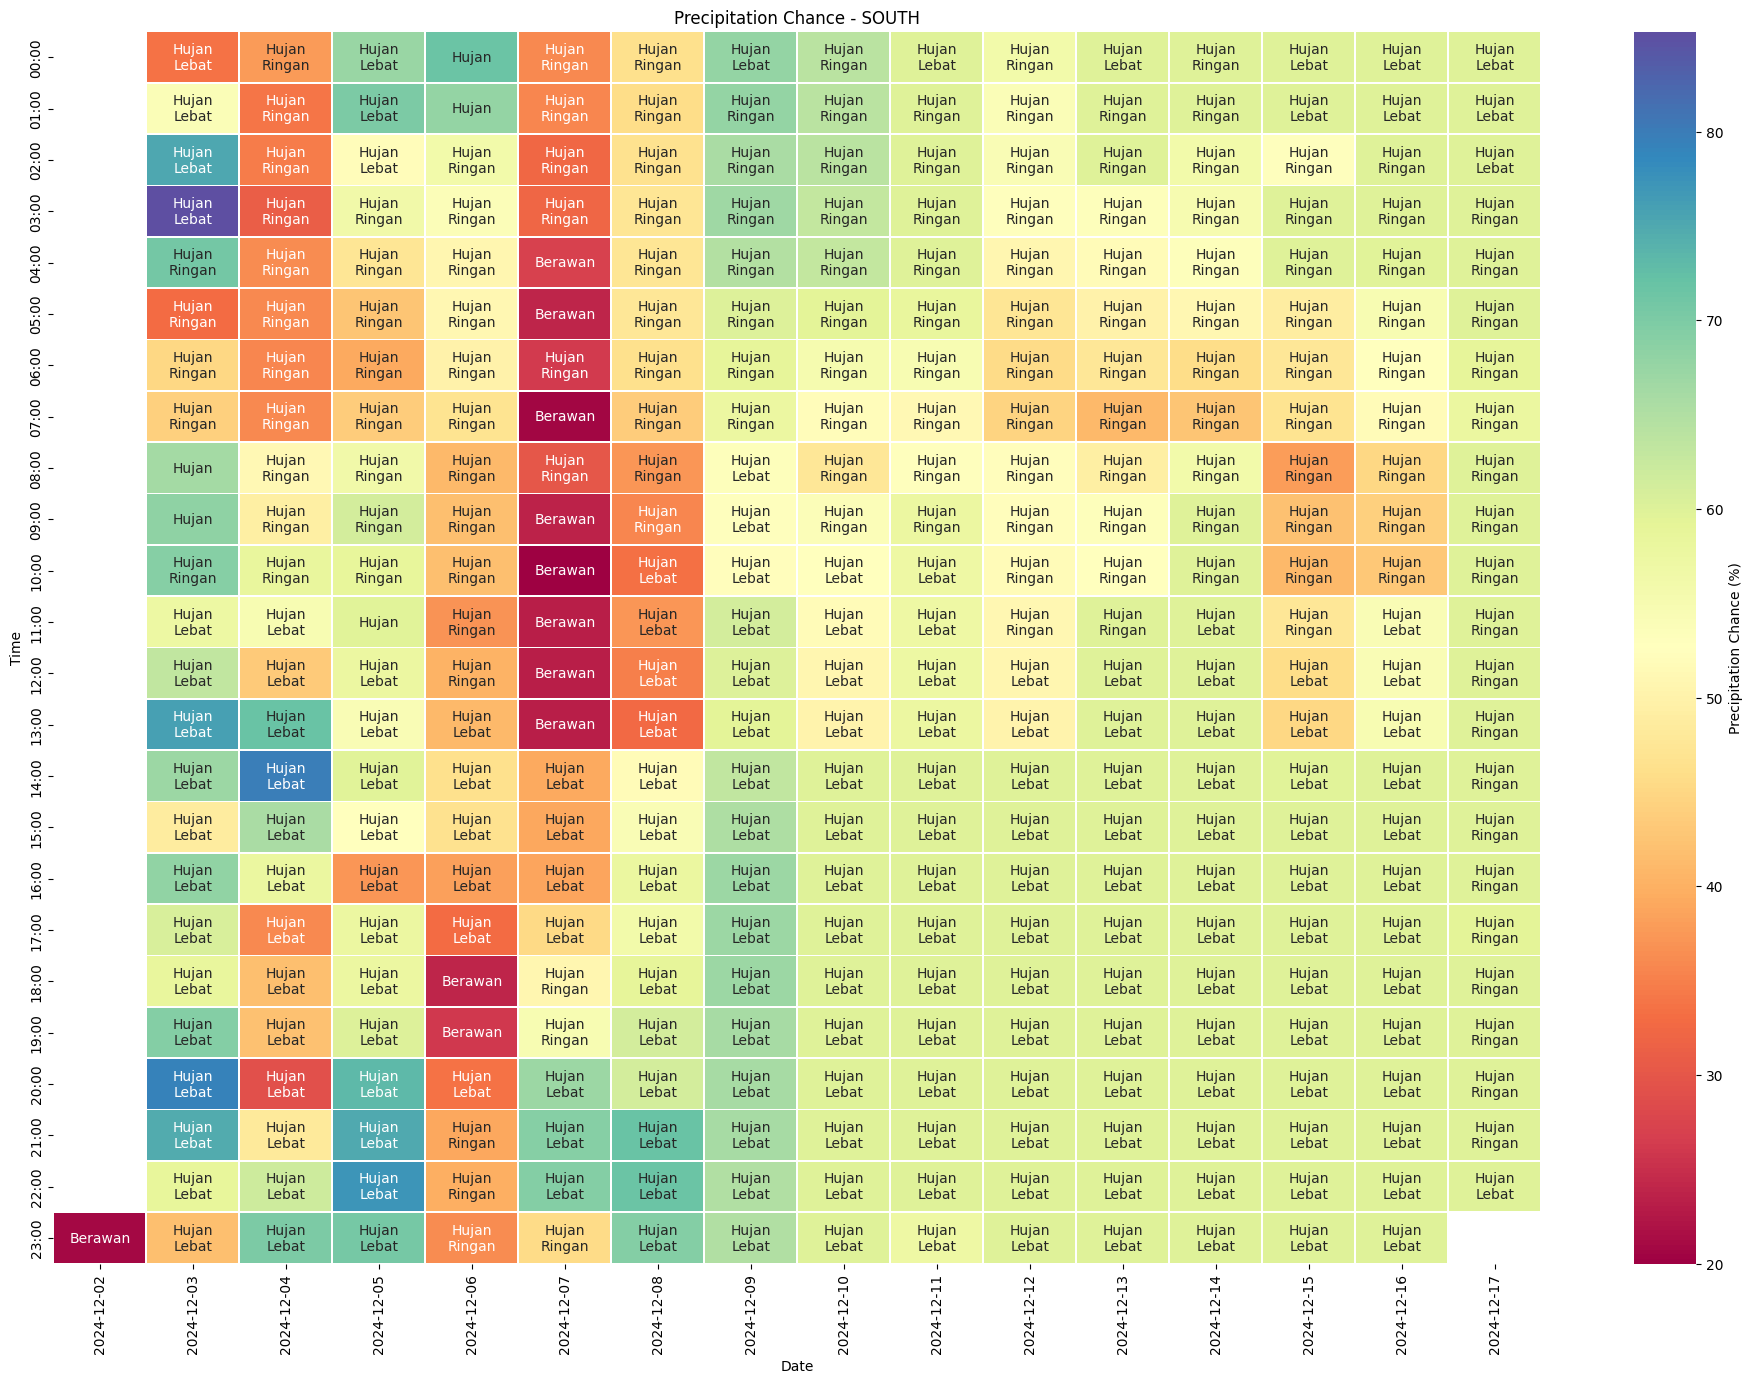 Precipitation Chance - SOUTH
00:00 Hujan Lebat Hujan Ringan Hujan Lebat Hujan Hujan Ringan Hujan Ringan Hujan Lebat Hujan Ringan Hujan Lebat Hujan Ringan Hujan Lebat Hujan Ringan Hujan Lebat Hujan Lebat Hujan Lebat
01:00 Hujan Lebat Hujan Ringan Hujan Lebat Hujan Hujan Ringan Hujan Ringan Hujan Ringan Hujan Ringan Hujan Ringan Hujan Ringan Hujan Ringan Hujan Ringan Hujan Lebat Hujan Lebat Hujan Lebat
02:00 Hujan Lebat Hujan Ringan Hujan Lebat Hujan Ringan Hujan Ringan Hujan Ringan Hujan Ringan Hujan Ringan Hujan Ringan Hujan Ringan Hujan Ringan Hujan Ringan Hujan Ringan Hujan Ringan Hujan Lebat
03:00 Hujan Lebat Hujan Ringan Hujan Ringan Hujan Ringan Hujan Ringan Hujan Ringan Hujan Ringan Hujan Ringan Hujan Ringan Hujan Ringan Hujan Ringan Hujan Ringan Hujan Ringan Hujan Ringan Hujan Ringan
04:00 Hujan Ringan Hujan Ringan Hujan Ringan Hujan Ringan Berawan Hujan Ringan Hujan Ringan Hujan Ringan Hujan Ringan Hujan Ringan Hujan Ringan Hujan Ringan Hujan Ringan Hujan Ringan Hujan Ringan
05:00 Hujan Ringan Hujan Ringan Hujan Ringan Hujan Ringan Berawan Hujan Ringan Hujan Ringan Hujan Ringan Hujan Ringan Hujan Ringan Hujan Ringan Hujan Ringan Hujan Ringan Hujan Ringan Hujan Ringan
06:00 Hujan Ringan Hujan Ringan Hujan Ringan Hujan Ringan Hujan Ringan Hujan Ringan Hujan Ringan Hujan Ringan Hujan Ringan Hujan Ringan Hujan Ringan Hujan Ringan Hujan Ringan Hujan Ringan Hujan Ringan
07:00 Hujan Ringan Hujan Ringan Hujan Ringan Hujan Ringan Berawan Hujan Ringan Hujan Ringan Hujan Ringan Hujan Ringan Hujan Ringan Hujan Ringan Hujan Ringan Hujan Ringan Hujan Ringan Hujan Ringan
08:00 Hujan Hujan Ringan Hujan Ringan Hujan Ringan Hujan Ringan Hujan Ringan Hujan Lebat Hujan Ringan Hujan Ringan Hujan Ringan Hujan Ringan Hujan Ringan Hujan Ringan Hujan Ringan Hujan Ringan
09:00 Hujan Hujan Ringan Hujan Ringan Hujan Ringan Berawan Hujan Ringan Hujan Lebat Hujan Ringan Hujan Ringan Hujan Ringan Hujan Ringan Hujan Ringan Hujan Ringan Hujan Ringan Hujan Ringan
10:00 Hujan Ringan Hujan Ringan Hujan Ringan Hujan Ringan Berawan Hujan Lebat Hujan Lebat Hujan Lebat Hujan Lebat Hujan Ringan Hujan Ringan Hujan Ringan Hujan Ringan Hujan Ringan Hujan Ringan
11:00 Hujan Lebat Hujan Lebat Hujan Hujan Ringan Berawan Hujan Lebat Hujan Lebat Hujan Lebat Hujan Lebat Hujan Ringan Hujan Ringan Hujan Lebat Hujan Ringan Hujan Lebat Hujan Ringan
12:00 Hujan Lebat Hujan Lebat Hujan Lebat Hujan Ringan Berawan Hujan Lebat Hujan Lebat Hujan Lebat Hujan Lebat Hujan Lebat Hujan Lebat Hujan Lebat Hujan Lebat Hujan Lebat Hujan Ringan
13:00 Hujan Lebat Hujan Lebat Hujan Lebat Hujan Lebat Berawan Hujan Lebat Hujan Lebat Hujan Lebat Hujan Lebat Hujan Lebat Hujan Lebat Hujan Lebat Hujan Lebat Hujan Lebat Hujan Ringan
14:00 Hujan Lebat Hujan Lebat Hujan Lebat Hujan Lebat Hujan Lebat Hujan Lebat Hujan Lebat Hujan Lebat Hujan Lebat Hujan Lebat Hujan Lebat Hujan Lebat Hujan Lebat Hujan Lebat Hujan Ringan
15:00 Hujan Lebat Hujan Lebat Hujan Lebat Hujan Lebat Hujan Lebat Hujan Lebat Hujan Lebat Hujan Lebat Hujan Lebat Hujan Lebat Hujan Lebat Hujan Lebat Hujan Lebat Hujan Lebat Hujan Ringan
16:00 Hujan Lebat Hujan Lebat Hujan Lebat Hujan Lebat Hujan Lebat Hujan Lebat Hujan Lebat Hujan Lebat Hujan Lebat Hujan Lebat Hujan Lebat Hujan Lebat Hujan Lebat Hujan Lebat Hujan Ringan
17:00 Hujan Lebat Hujan Lebat Hujan Lebat Hujan Lebat Hujan Lebat Hujan Lebat Hujan Lebat Hujan Lebat Hujan Lebat Hujan Lebat Hujan Lebat Hujan Lebat Hujan Lebat Hujan Lebat Hujan Ringan
18:00 Hujan Lebat Hujan Lebat Hujan Lebat Berawan Hujan Ringan Hujan Lebat Hujan Lebat Hujan Lebat Hujan Lebat Hujan Lebat Hujan Lebat Hujan Lebat Hujan Lebat Hujan Lebat Hujan Ringan
19:00 Hujan Lebat Hujan Lebat Hujan Lebat Berawan Hujan Ringan Hujan Lebat Hujan Lebat Hujan Lebat Hujan Lebat Hujan Lebat Hujan Lebat Hujan Lebat Hujan Lebat Hujan Lebat Hujan Ringan
20:00 Hujan Lebat Hujan Lebat Hujan Lebat Hujan Lebat Hujan Lebat Hujan Lebat Hujan Lebat Hujan Lebat Hujan Lebat Hujan Lebat Hujan Lebat Hujan Lebat Hujan Lebat Hujan Lebat Hujan Ringan
21:00 Hujan Lebat Hujan Lebat Hujan Lebat Hujan Ringan Hujan Lebat Hujan Lebat Hujan Lebat Hujan Lebat Hujan Lebat Hujan Lebat Hujan Lebat Hujan Lebat Hujan Lebat Hujan Lebat Hujan Ringan
22:00 Hujan Lebat Hujan Lebat Hujan Lebat Hujan Ringan Hujan Lebat Hujan Lebat Hujan Lebat Hujan Lebat Hujan Lebat Hujan Lebat Hujan Lebat Hujan Lebat Hujan Lebat Hujan Lebat Hujan Lebat
23:00 Berawan Hujan Lebat Hujan Lebat Hujan Lebat Hujan Ringan Hujan Ringan Hujan Lebat Hujan Lebat Hujan Lebat Hujan Lebat Hujan Lebat Hujan Lebat Hujan Lebat Hujan Lebat Hujan Lebat
2024-12-02 2024-12-03 2024-12-04 2024-12-05 2024-12-06 2024-12-07 2024-12-08 2024-12-09 2024-12-10 2024-12-11 2024-12-12 2024-12-13 2024-12-14 2024-12-15 2024-12-16 2024-12-17
Date
Time
80
70
60
50
40
30
20
Precipitation Chance (%)